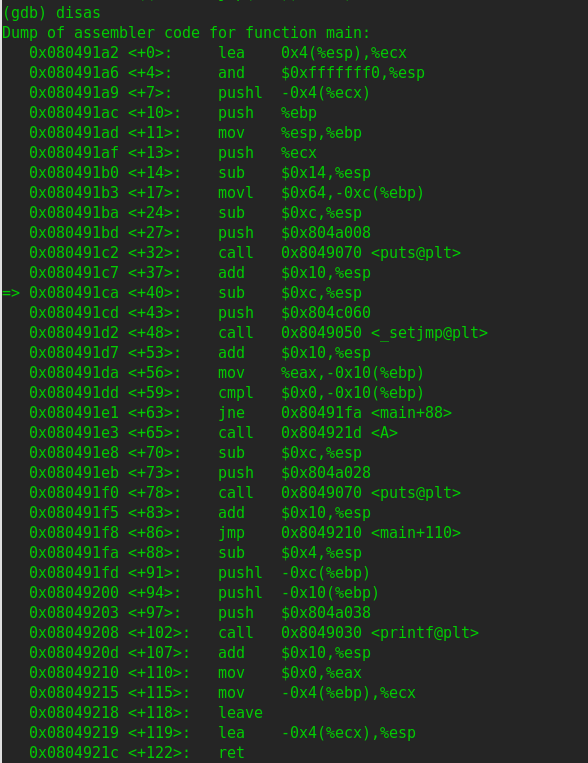 (gdb) disas
Dump of assembler code for function main:
   0x080491a2 <+0>:     lea    0x4(%esp),%ecx
   0x080491a6 <+4>:     and    $0xfffffff0,%esp
   0x080491a9 <+7>:     pushl  -0x4(%ecx)
   0x080491ac <+10>:    push   %ebp
   0x080491ad <+11>:    mov    %esp,%ebp
   0x080491af <+13>:    push   %ecx
   0x080491b0 <+14>:    sub    $0x14,%esp
   0x080491b3 <+17>:    movl   $0x64,-0xc(%ebp)
   0x080491ba <+24>:    sub    $0xc,%esp
   0x080491bd <+27>:    push   $0x804a008
   0x080491c2 <+32>:    call   0x8049070 <puts@plt>
   0x080491c7 <+37>:    add    $0x10,%esp
=> 0x080491ca <+40>:    sub    $0xc,%esp
   0x080491cd <+43>:    push   $0x804c060
   0x080491d2 <+48>:    call   0x8049050 <_setjmp@plt>
   0x080491d7 <+53>:    add    $0x10,%esp
   0x080491da <+56>:    mov    %eax,-0x10(%ebp)
   0x080491dd <+59>:    cmpl   $0x0,-0x10(%ebp)
   0x080491e1 <+63>:    jne    0x80491fa <main+88>
   0x080491e3 <+65>:    call   0x804921d <A>
   0x080491e8 <+70>:    sub    $0xc,%esp
   0x080491eb <+73>:    push   $0x804a028
   0x080491f0 <+78>:    call   0x8049070 <puts@plt>
   0x080491f5 <+83>:    add    $0x10,%esp
   0x080491f8 <+86>:    jmp    0x8049210 <main+110>
   0x080491fa <+88>:    sub    $0x4,%esp
   0x080491fd <+91>:    pushl  -0xc(%ebp)
   0x08049200 <+94>:    pushl  -0x10(%ebp)
   0x08049203 <+97>:    push   $0x804a038
   0x08049208 <+102>:   call   0x8049030 <printf@plt>
   0x0804920d <+107>:   add    $0x10,%esp
   0x08049210 <+110>:   mov    $0x0,%eax
   0x08049215 <+115>:   mov    -0x4(%ebp),%ecx
   0x08049218 <+118>:   leave
   0x08049219 <+119>:   lea    -0x4(%ecx),%esp
   0x0804921c <+122>:   ret